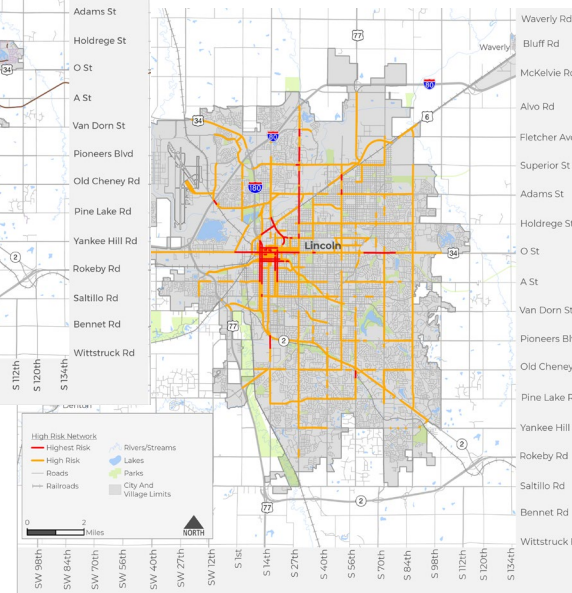 Adams St
Holdrege St
34
O St
A St
Van Dorn St
Pioneers Blvd
Old Cheney Rd
Pine Lake Rd
Yankee Hill Rd
2
Rokeby Rd
Saltillo Rd
Bennet Rd
Wittstruck Rd
S 112th
S 120th
S 134th
77
Waverly
80
6
34
80
180
Lincoln
34
77
2
2
77
2
Waverly Rd
Bluff Rd
McKelvie Rd
Alvo Rd
Fletcher Ave
Superior St
Adams St
Holdrege St
O St
A St
Van Dorn St
Pioneers Bl
Old Cheney
Pine Lake R
Yankee Hill
Rokeby Rd
Saltillo Rd
Bennet Rd
Wittstruck
Denton
High Risk Network
Highest Risk
High Risk
Roads
Railroads
Rivers/Streams
Lakes
Parks
City And
Village Limits
0 2
Miles
NORTH
SW 98th
SW 84th
SW 70th
SW 56th
SW 40th
SW 27th
SW 12th
S 1st
S 14th
S 27th
S 40th
S 56th
S 70th
S 84th
S 98th
S 112th
S 120th
S 134th